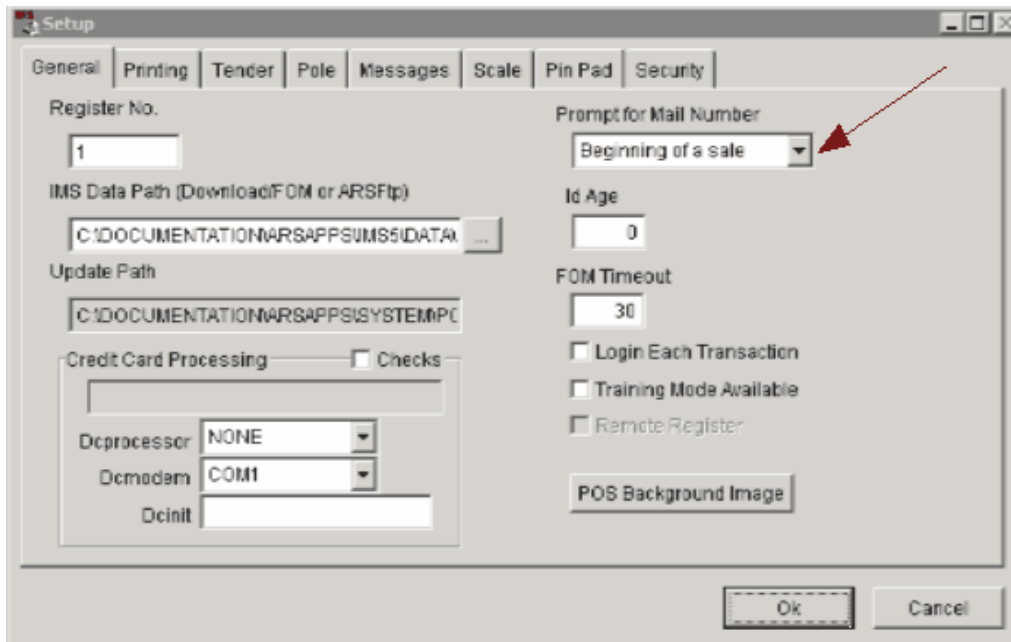 Setup
General Printing Tender Pole Messages Scale Pin Pad Security
Register No.
1
IMS Data Path (Download/FOM or ARSFtp)
C:\DOCUMENTATION\ARSAPPS\IMS5\DATA\
...
Update Path
C:\DOCUMENTATION\ARSAPPS\SYSTEM\PC
Credit Card Processing
Checks
Dcprocessor NONE
Dcmodem COM1
Dcinit
Prompt for Mail Number
Beginning of a sale
Id Age
0
FOM Timeout
30
Login Each Transaction
Training Mode Available
Remote Register
POS Background Image
Ok Cancel